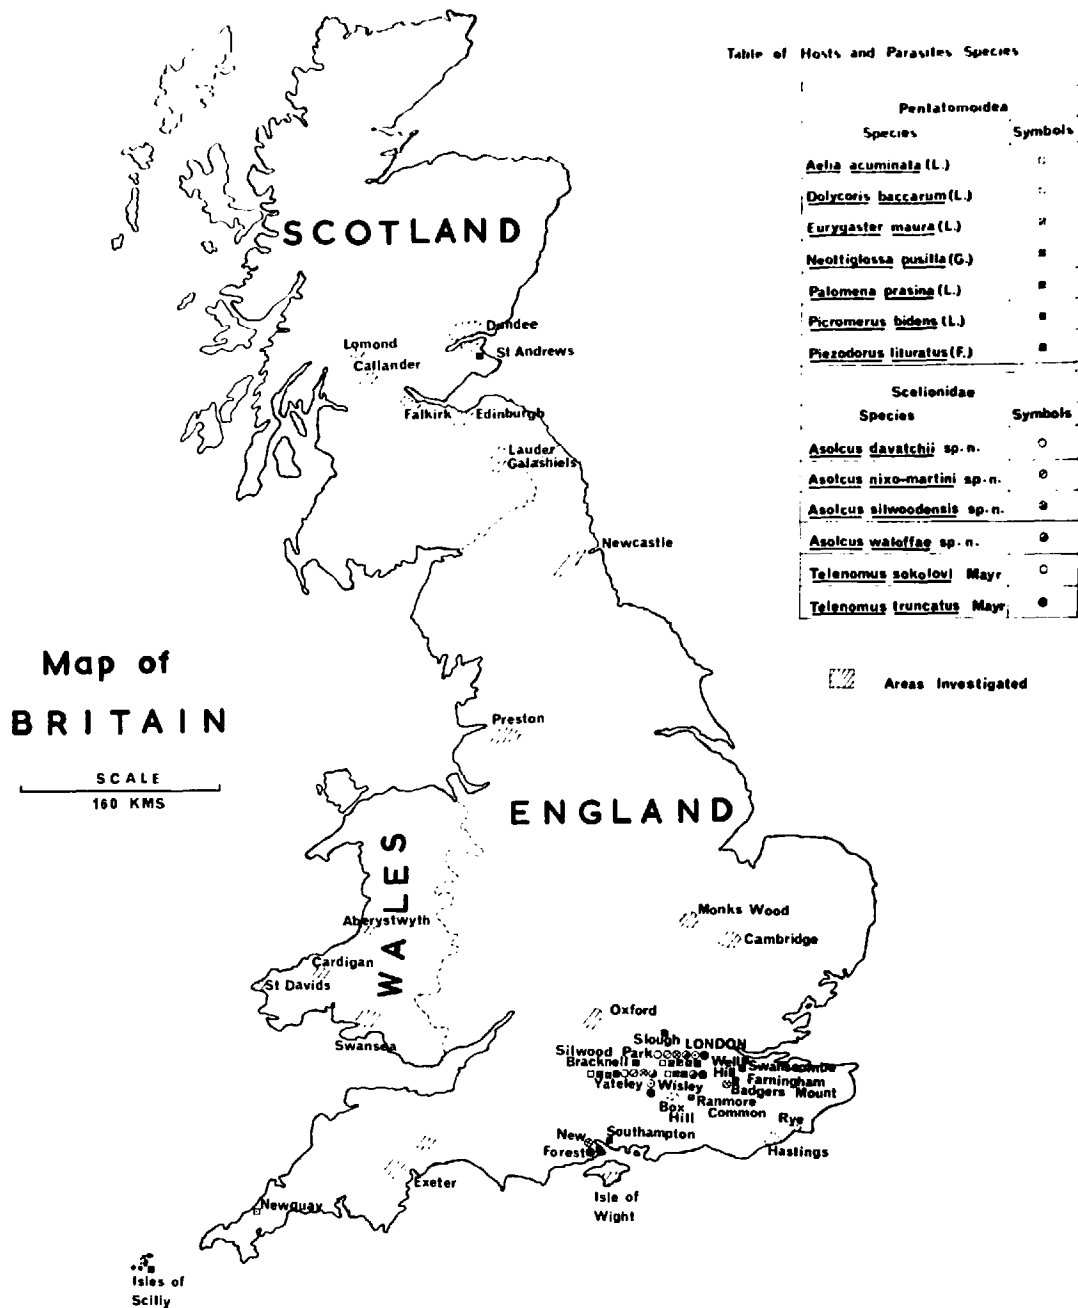 Table of Hosts and Parasites Species
Pentatomoidea
Species Symbols
Aelia acuminata (L.)
Dolycoris baccarum (L.)
Eurygaster maura (L.)
Neottiglossa pusilla (G.)
Palomena prasina (L.)
Picromerus bidens (L.)
Piezodorus lituratus (F.)
Scelionidae
Species Symbols
Asolcus davatchii sp.n.
Asolcus nixo-martini sp.n.
Asolcus silwoodensis sp.n.
Asolcus waloffae sp.n.
Telenomus sokolovi Mayr
Telenomus truncatus Mayr
Areas Investigated
Map of
BRITAIN
SCALE
160 KMS
SCOTLAND
Dundee
St Andrews
Lomond
Callander
Falkirk
Edinburgh
Lauder
Galashiels
Newcastle
Preston
ENGLAND
WALES
Aberystwyth
Cardigan
St Davids
Swansea
Monks Wood
Cambridge
Oxford
Slough
LONDON
Silwood Park
Bracknell
Well
Hill
Swanscombe
Farningham
Badgers Mount
Yateley
Wisley
Box
Hill
Ranmore
Common
Rye
Hastings
New
Forest
Southampton
Isle of
Wight
Exeter
Newquay
Isles of
Scilly